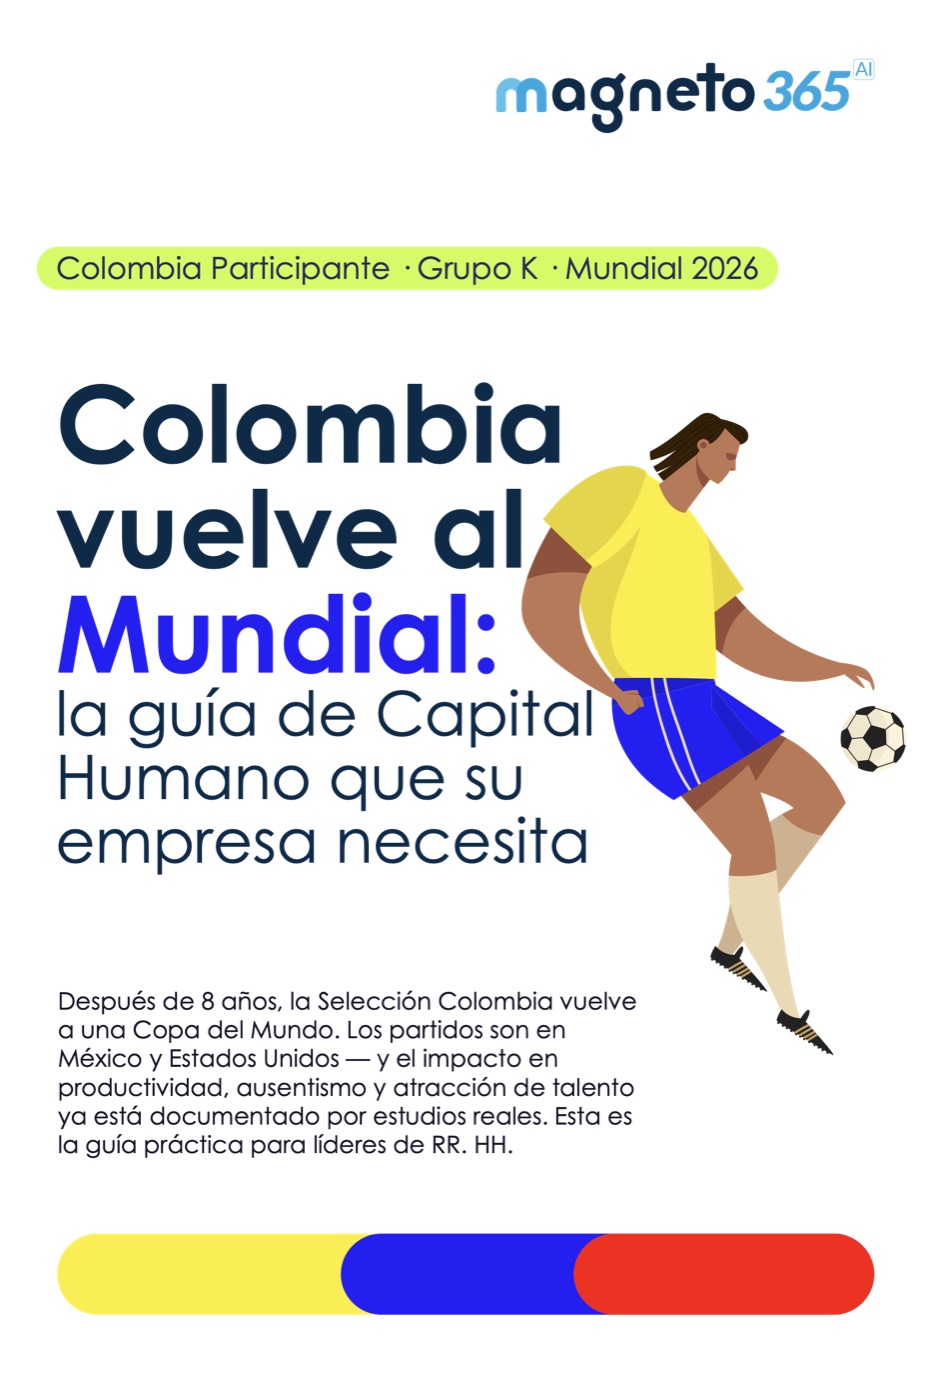 magneto 365 AI
Colombia Participante · Grupo K · Mundial 2026
Colombia
vuelve al
Mundial:
la guía de Capital
Humano que su
empresa necesita
Después de 8 años, la Selección Colombia vuelve
a una Copa del Mundo. Los partidos son en
México y Estados Unidos — y el impacto en
productividad, ausentismo y atracción de talento
ya está documentado por estudios reales. Esta es
la guía práctica para líderes de RR. HH.